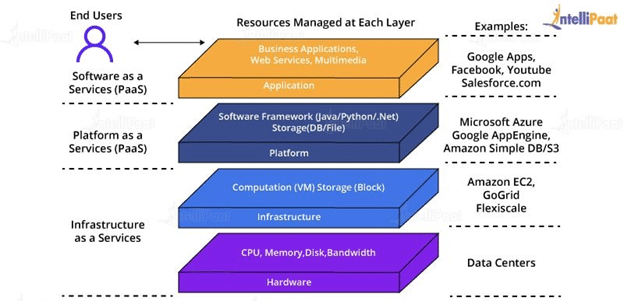 End Users
Resources Managed at Each Layer
Examples:
INTELLIPAAT
Software as a
Services (PaaS)
Business Applications,
Web Services, Multimedia
Application
Google Apps,
Facebook, Youtube
Salesforce.com
Platform as a
Services (PaaS)
Software Framework (Java/Python/.Net)
Storage(DB/File)
Platform
Microsoft Azure
Google AppEngine,
Amazon Simple DB/S3
Infrastructure
as a Services
Computation (VM) Storage (Block)
Infrastructure
Amazon EC2,
GoGrid
Flexiscale
CPU, Memory,Disk,Bandwidth
Hardware
Data Centers